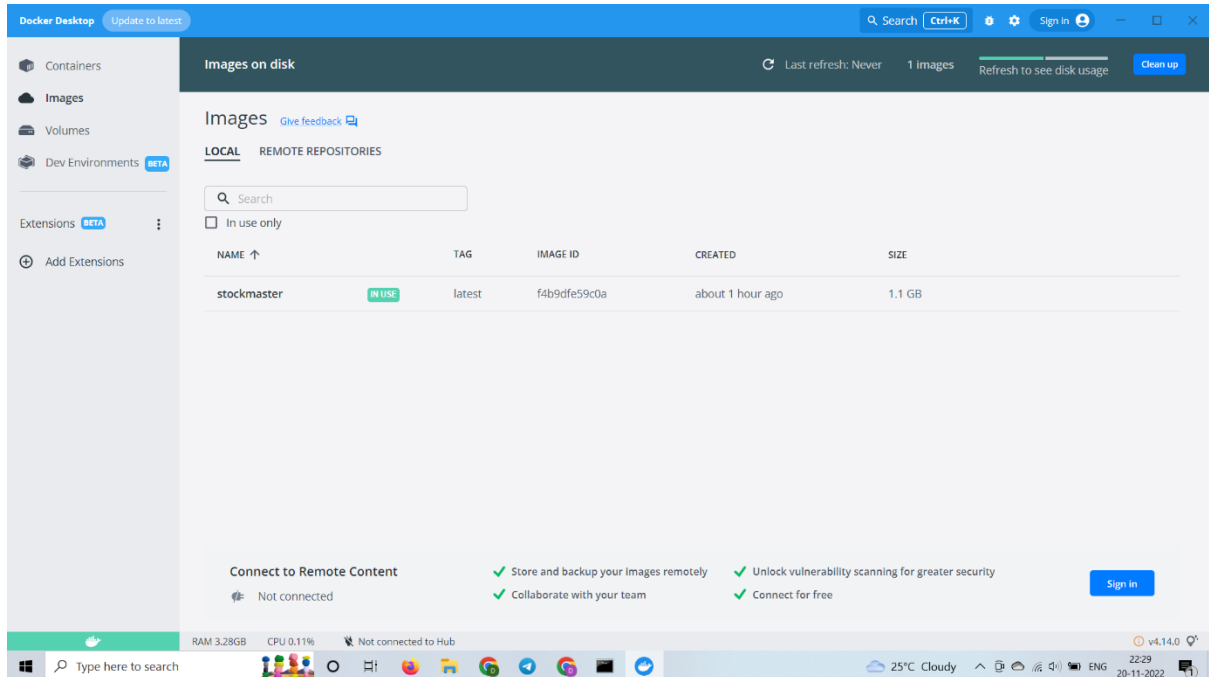 Docker Desktop Update to latest Search Ctrl+K Sign in
Containers
Images
Volumes
Dev Environments BETA
Extensions BETA
Add Extensions
Images on disk Last refresh: Never 1 images Refresh to see disk usage Clean up
Images Give feedback
LOCAL REMOTE REPOSITORIES
Search
In use only
NAME TAG IMAGE ID CREATED SIZE
stockmaster IN USE latest f4b9dfe59c0a about 1 hour ago 1.1 GB
Connect to Remote Content
Not connected
Store and backup your images remotely
Collaborate with your team
Unlock vulnerability scanning for greater security
Connect for free
Sign in
RAM 3.28GB CPU 0.11% Not connected to Hub v4.14.0
Type here to search 25°C Cloudy ENG 22:29
20-11-2022
1